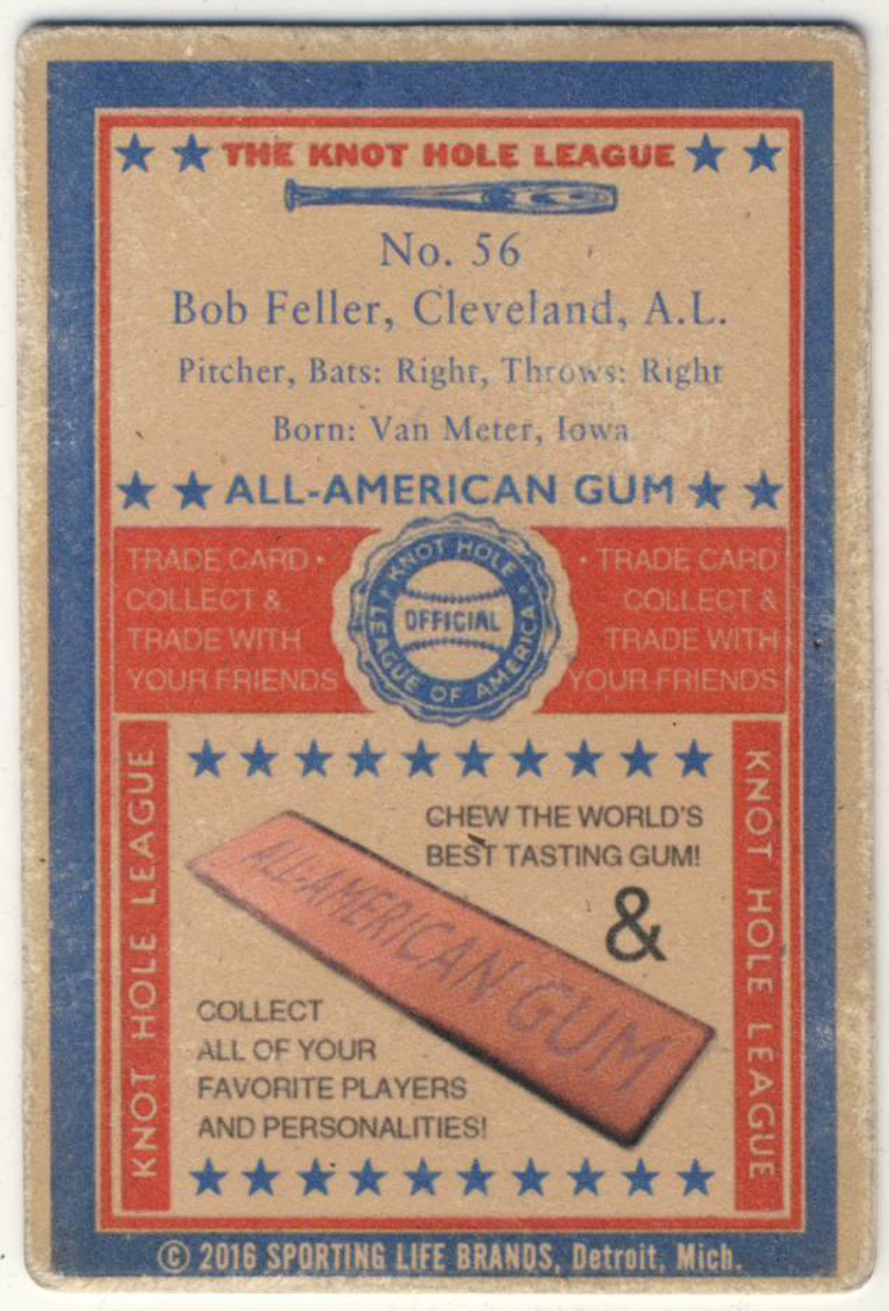 THE KNOT HOLE LEAGUE
No. 56
Bob Feller, Cleveland, A.L.
Pitcher, Bats: Right, Throws: Right
Born: Van Meter, Iowa
ALL-AMERICAN GUM
TRADE CARD •
COLLECT &
TRADE WITH
YOUR FRIENDS
KNOT HOLE
LEAGUE OF AMERICA
OFFICIAL
• TRADE CARD
COLLECT &
TRADE WITH
YOUR FRIENDS
KNOT HOLE LEAGUE
CHEW THE WORLD'S
BEST TASTING GUM!
&
ALL-AMERICAN GUM
COLLECT
ALL OF YOUR
FAVORITE PLAYERS
AND PERSONALITIES!
KNOT HOLE LEAGUE
© 2016 SPORTING LIFE BRANDS, Detroit, Mich.